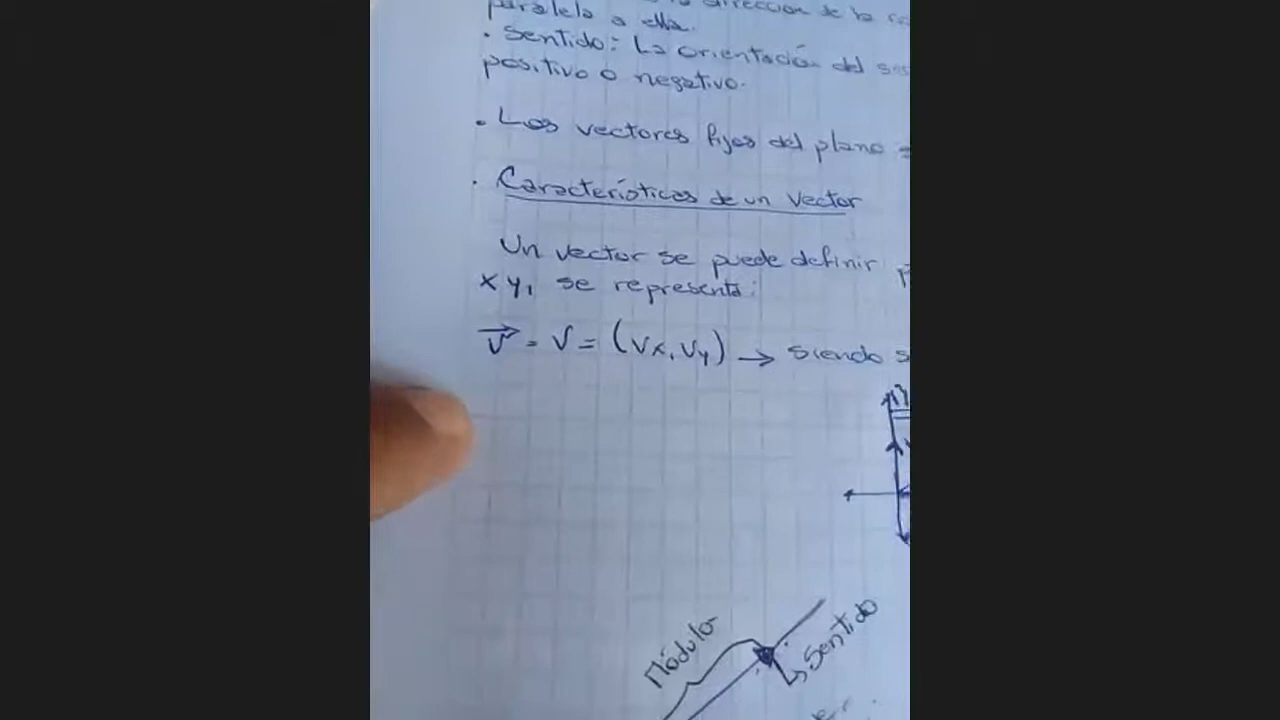 paralela a ella.
• Sentido: La orientación del
positivo o negativo.
• Los vectores fijos del plano
• Características de un vector
Un vector se puede definir
x y, se representa:
v⃗ = V = (Vx, Vy) → siendo
Módulo
Sentido